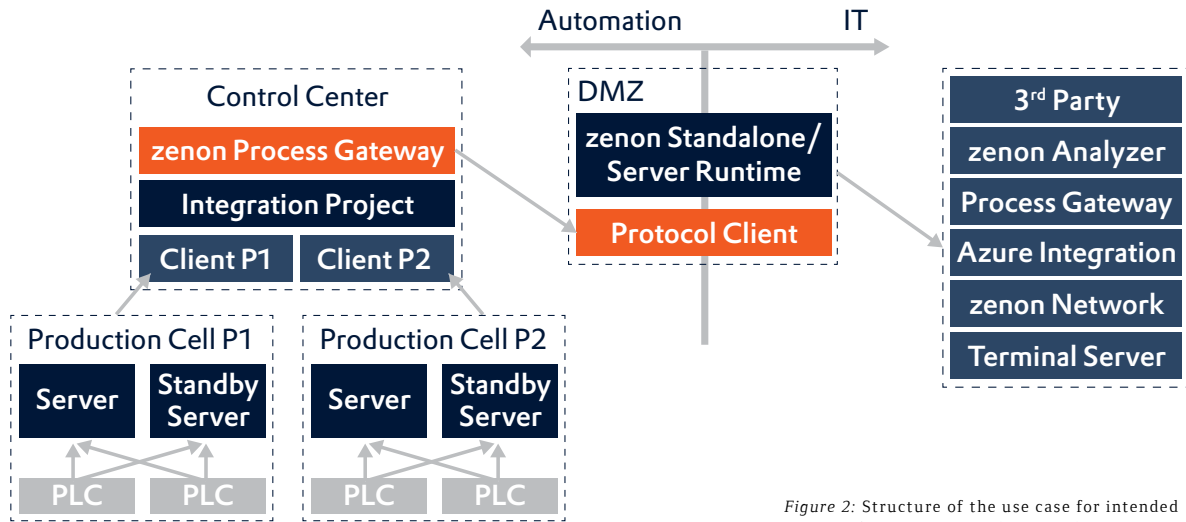 Automation IT
Control Center
zenon Process Gateway
Integration Project
Client P1 Client P2
Production Cell P1
Server
Standby
Server
PLC PLC
Production Cell P2
Server
Standby
Server
PLC PLC
DMZ
zenon Standalone/
Server Runtime
Protocol Client
3rd Party
zenon Analyzer
Process Gateway
Azure Integration
zenon Network
Terminal Server
Figure 2: Structure of the use case for intended